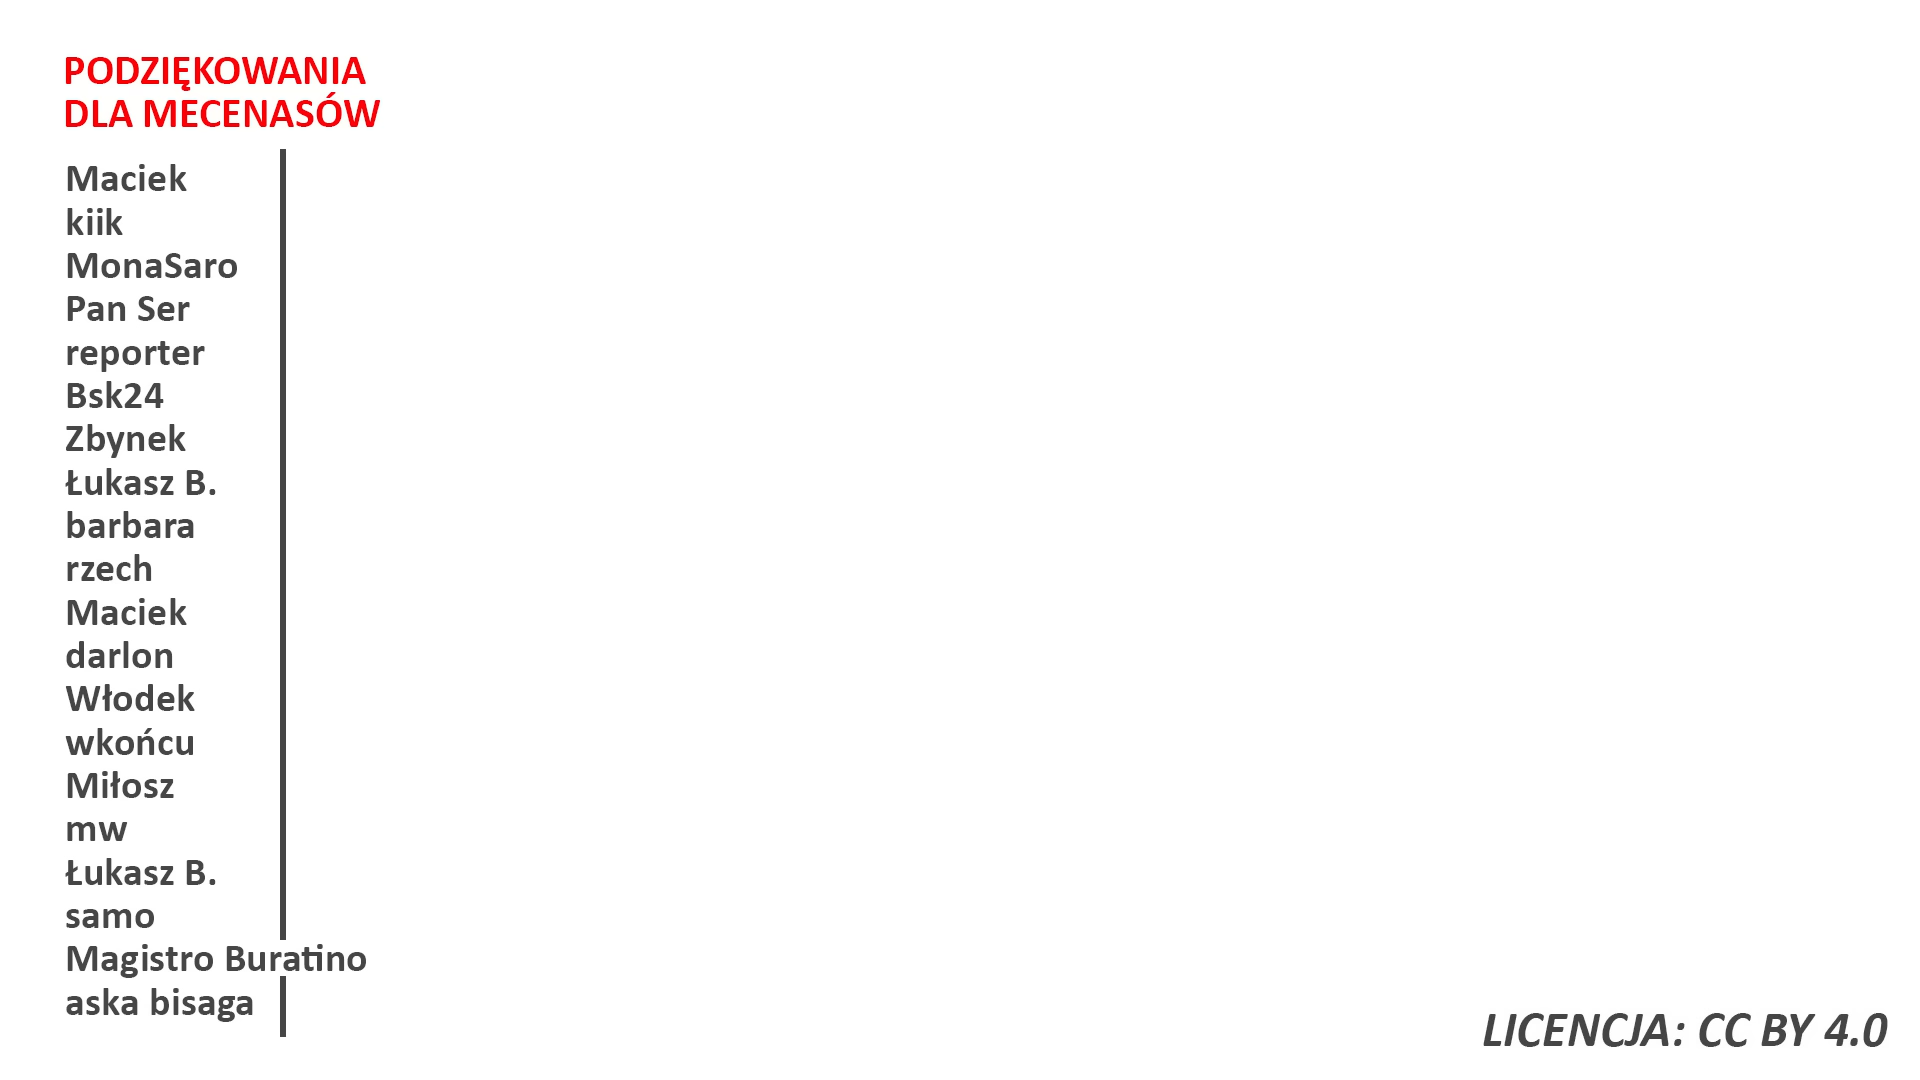 PODZIĘKOWANIA
DLA MECENASÓW
Maciek
kiik
MonaSaro
Pan Ser
reporter
Bsk24
Zbynek
Łukasz B.
barbara
rzech
Maciek
darlon
Włodek
wkońcu
Miłosz
mw
Łukasz B.
samo
Magistro Buratino
aska bisaga
LICENCJA: CC BY 4.0